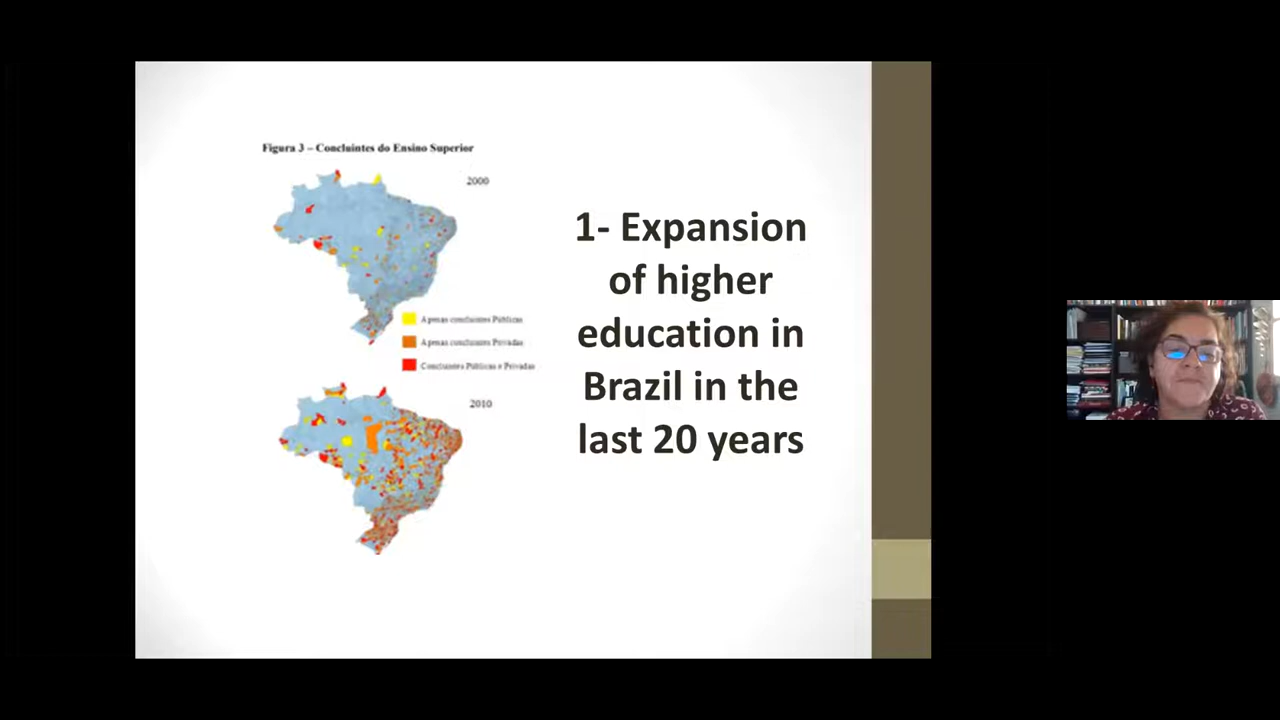 Figura 3 – Concluintes do Ensino Superior
2000
Apenas concluintes Públicas
Apenas concluintes Privadas
Concluintes Públicas e Privadas
2010
1- Expansion
of higher
education in
Brazil in the
last 20 years